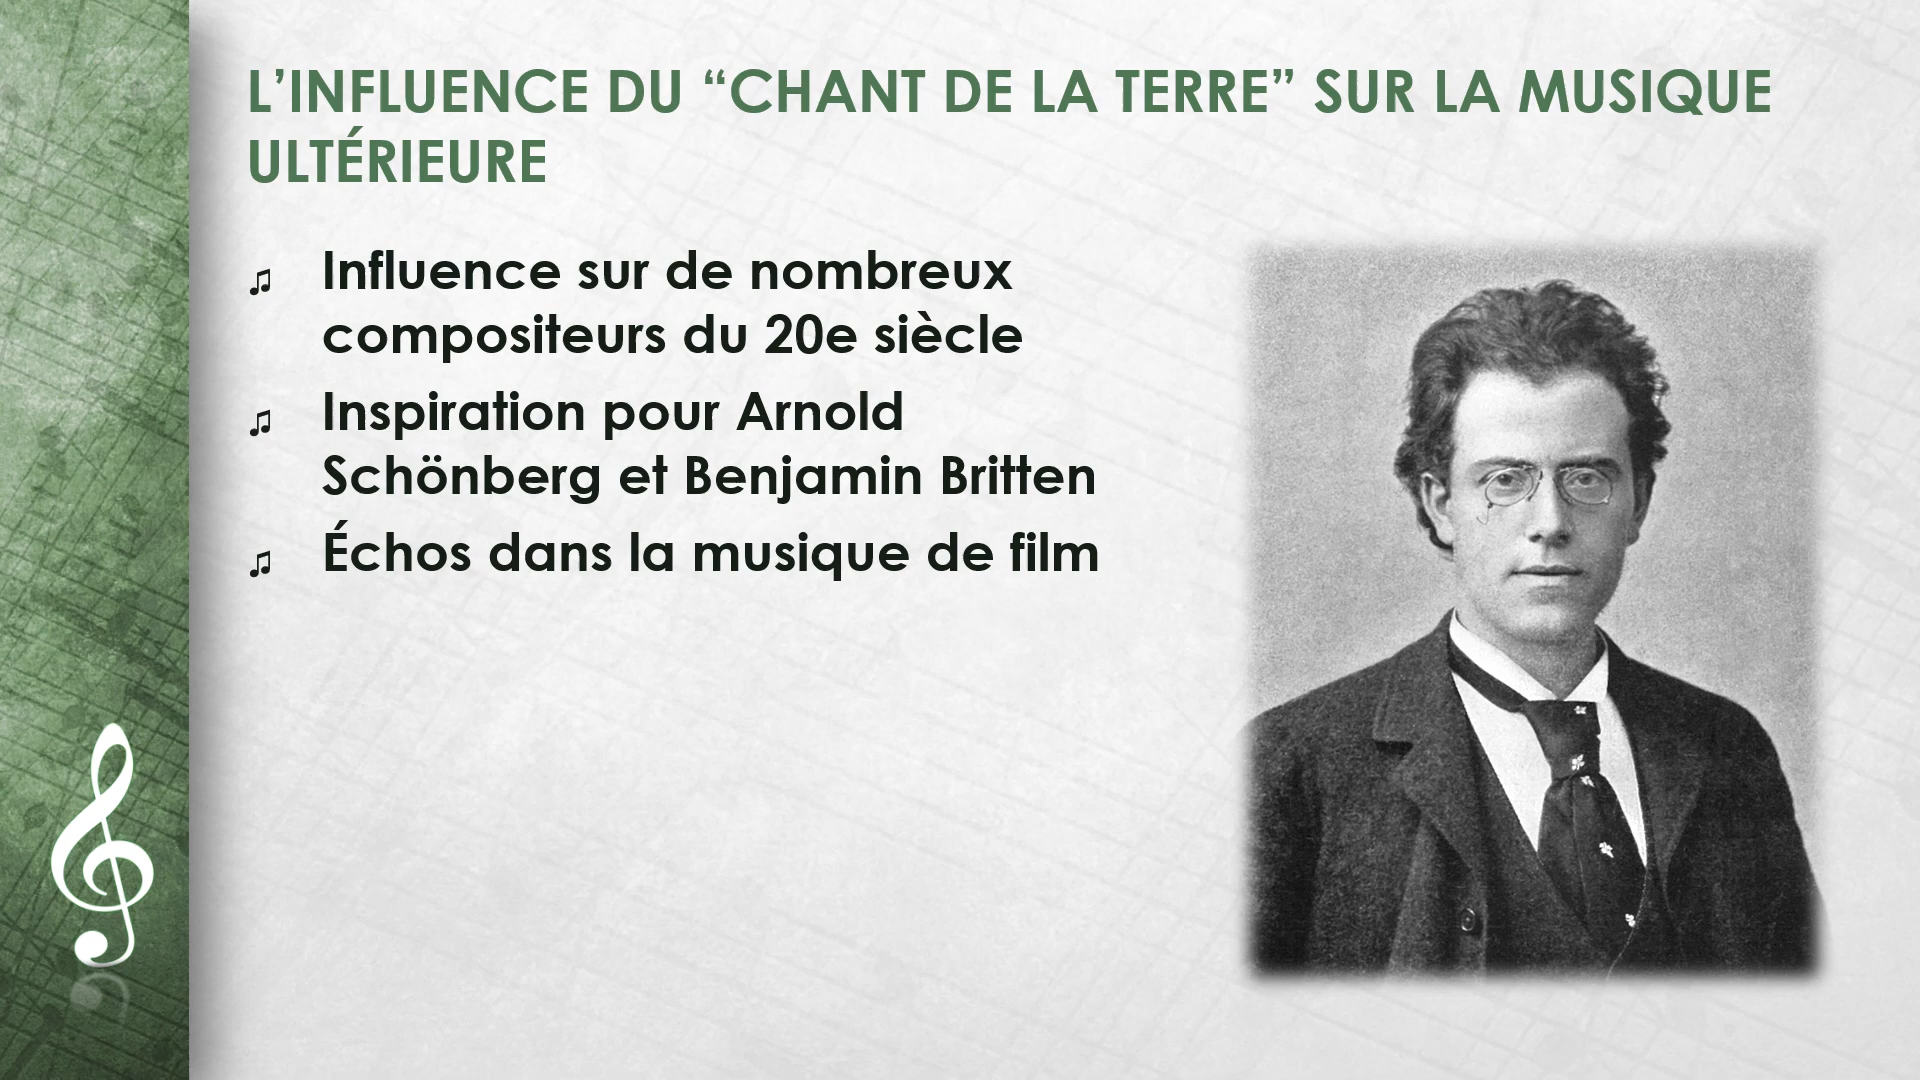 L’INFLUENCE DU “CHANT DE LA TERRE” SUR LA MUSIQUE
ULTÉRIEURE
♫ Influence sur de nombreux
compositeurs du 20e siècle
♫ Inspiration pour Arnold
Schönberg et Benjamin Britten
♫ Échos dans la musique de film